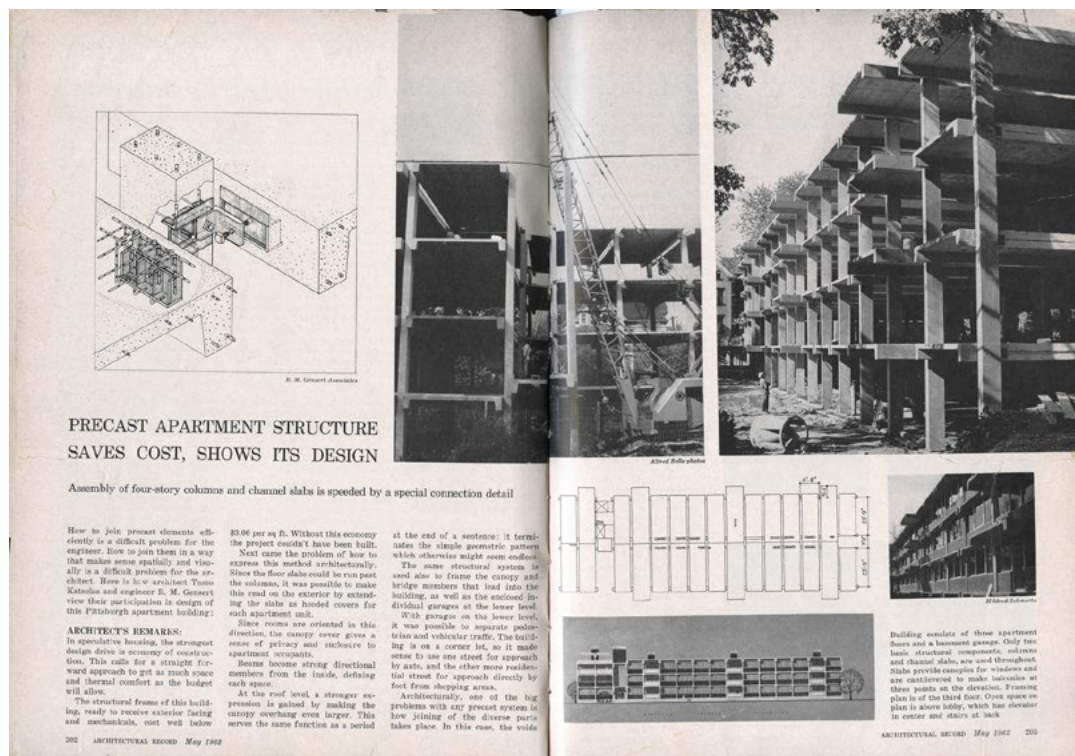 B. M. Gensert Associates
PRECAST APARTMENT STRUCTURE
SAVES COST, SHOWS ITS DESIGN
Assembly of four-story columns and channel slabs is speeded by a special connection detail
How to join precast elements effi-
ciently is a difficult problem for the
engineer. How to join them in a way
that makes sense spatially and visu-
ally is a difficult problem for the ar-
chitect. Here is how architect Tasso
Katselas and engineer B. M. Gensert
view their participation in design of
this Pittsburgh apartment building:
ARCHITECT'S REMARKS:
In speculative housing, the strongest
design drive is economy of construc-
tion. This calls for a straight for-
ward approach to get as much space
and thermal comfort as the budget
will allow.
The structural frame of this build-
ing, ready to receive exterior facing
and mechanicals, cost well below
$3.00 per sq ft. Without this economy
the project couldn't have been built.
Next came the problem of how to
express this method architecturally.
Since the floor slabs could be run past
the columns, it was possible to make
this read on the exterior by extend-
ing the slabs as hooded covers for
each apartment unit.
Since rooms are oriented in this
direction, the canopy cover gives a
sense of privacy and enclosure to
apartment occupants.
Beams become strong directional
members from the inside, defining
each space.
At the roof level, a stronger ex-
pression is gained by making the
canopy overhang even larger. This
serves the same function as a period
at the end of a sentence: it termi-
nates the simple geometric pattern
which otherwise might seem endless.
The same structural system is
used also to frame the canopy and
bridge members that lead into the
building, as well as the enclosed in-
dividual garages at the lower level.
With garages on the lower level,
it was possible to separate pedes-
trian and vehicular traffic. The build-
ing is on a corner lot, so it made
sense to use one street for approach
by auto, and the other more residen-
tial street for approach directly by
foot from shopping areas.
Architecturally, one of the big
problems with any precast system is
how joining of the diverse parts
takes place. In this case, the voids
202 ARCHITECTURAL RECORD May 1962
Alfred Bello photos
Mildred Schmertz
Building consists of three apartment
floors and a basement garage. Only two
basic structural components, columns
and channel slabs, are used throughout.
Slabs provide canopies for windows and
are cantilevered to make balconies at
three points on the elevation. Framing
plan is of the third floor. Open space on
plan is above lobby, which has elevator
in center and stairs at back
ARCHITECTURAL RECORD May 1962 203